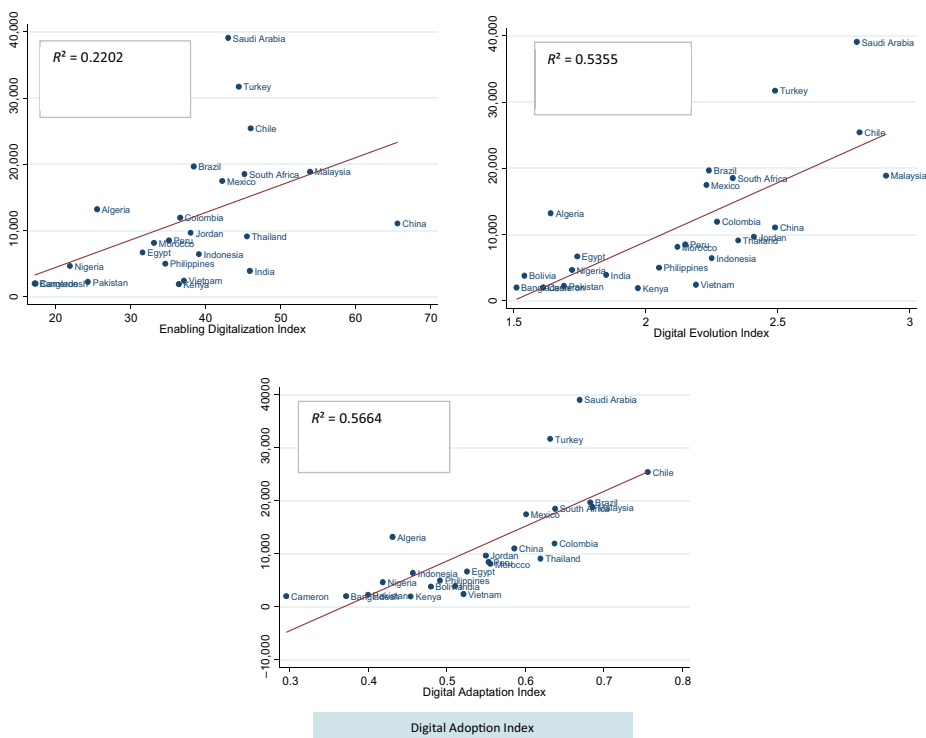 R² = 0.2202
40,000
30,000
20,000
10,000
0
Saudi Arabia
Turkey
Chile
Brazil
South Africa
Malaysia
Mexico
Algeria
Colombia
China
Jordan
Thailand
Peru
Morocco
Egypt
Indonesia
Philippines
Nigeria
India
Pakistan
Vietnam
Kenya
20 30 40 50 60 70
Enabling Digitalization Index
R² = 0.5355
40,000
30,000
20,000
10,000
0
Saudi Arabia
Turkey
Chile
Brazil
South Africa
Malaysia
Mexico
Algeria
Colombia
China
Jordan
Thailand
Peru
Morocco
Egypt
Indonesia
Philippines
Nigeria
Bolivia
India
Pakistan
Bangladesh
Cameron
Kenya
Vietnam
1.5 2 2.5 3
Digital Evolution Index
R² = 0.5664
40000
30,000
20,000
10,000
0
–10,000
Saudi Arabia
Turkey
Chile
Brazil
Malaysia
South Africa
Mexico
Algeria
China
Colombia
Jordan
Thailand
Peru
Morocco
Indonesia
Egypt
Nigeria
Philippines
Bolivia
India
Cameron
Bangladesh
Pakistan
Kenya
Vietnam
0.3 0.4 0.5 0.6 0.7 0.8
Digital Adaptation Index
Digital Adoption Index